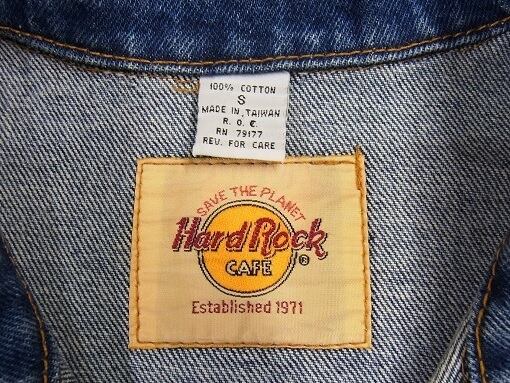 100% COTTON
S
MADE IN TAIWAN
R. O. C.
RN 79177
REV. FOR CARE
SAVE THE PLANET
Hard Rock
CAFE ®
Established 1971